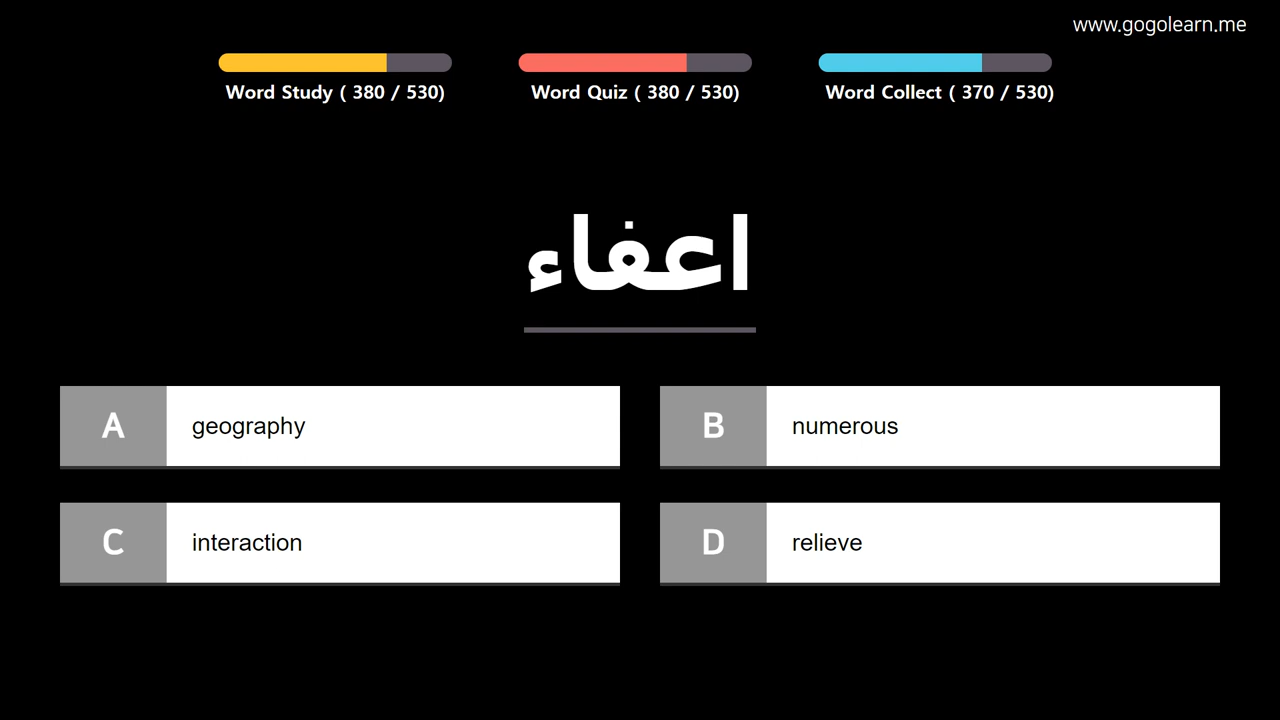 www.gogolearn.me
Word Study ( 380 / 530)
Word Quiz ( 380 / 530)
Word Collect ( 370 / 530)
اعفاء
A geography
B numerous
C interaction
D relieve